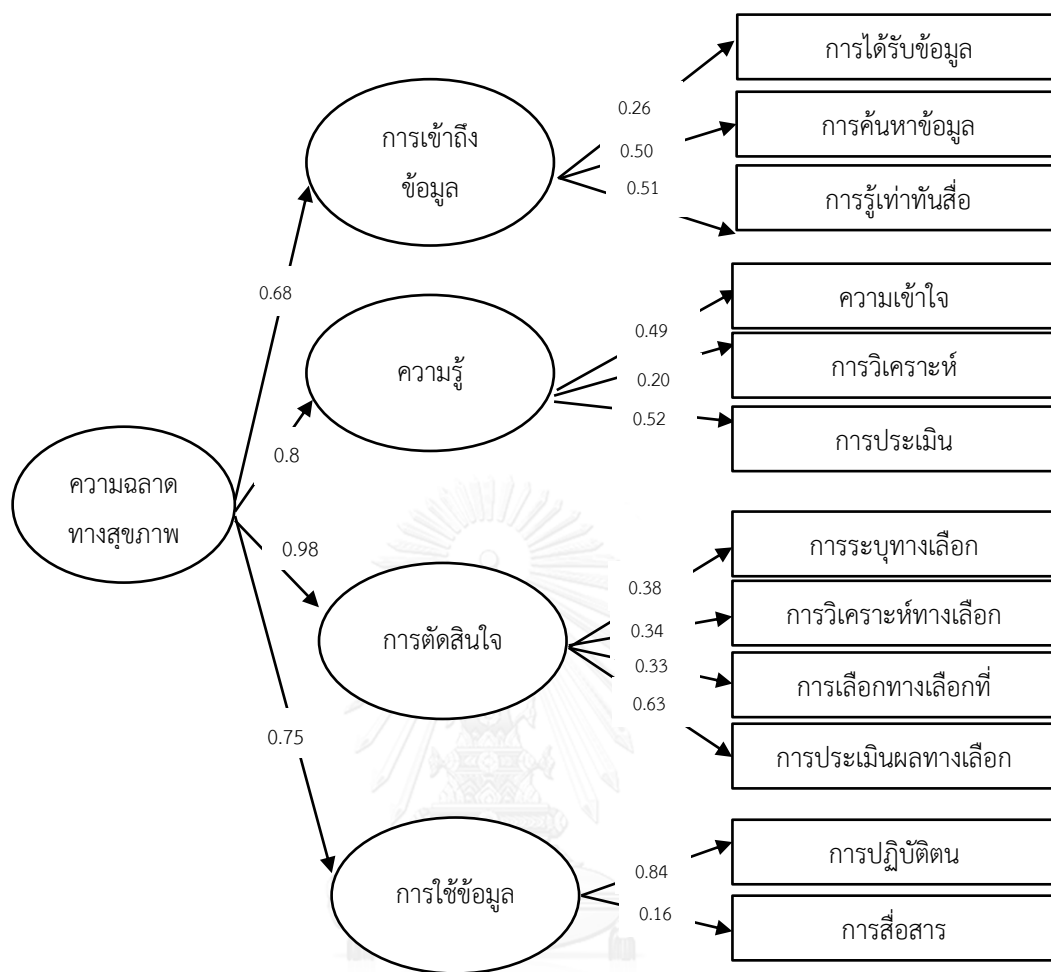 การได้รับข้อมูล
0.26
การค้นหาข้อมูล
การเข้าถึง
ข้อมูล
0.50
0.51
การรู้เท่าทันสื่อ
0.68
ความเข้าใจ
0.49
ความรู้
การวิเคราะห์
0.20
0.52
การประเมิน
0.8
ความฉลาด
ทางสุขภาพ
0.98
การระบุทางเลือก
0.38
การวิเคราะห์ทางเลือก
การตัดสินใจ
0.34
0.33
การเลือกทางเลือกที่
0.63
0.75
การประเมินผลทางเลือก
การปฏิบัติตน
0.84
การใช้ข้อมูล
0.16
การสื่อสาร